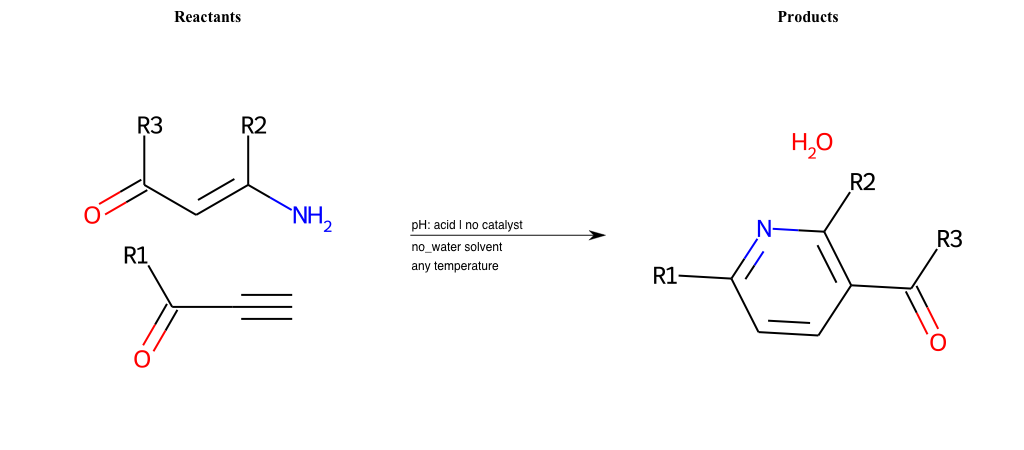 Reactants
Products
R3
R2
O
NH2
R1
O
pH: acid | no catalyst
no_water solvent
any temperature
H2O
R2
N
R3
R1
O